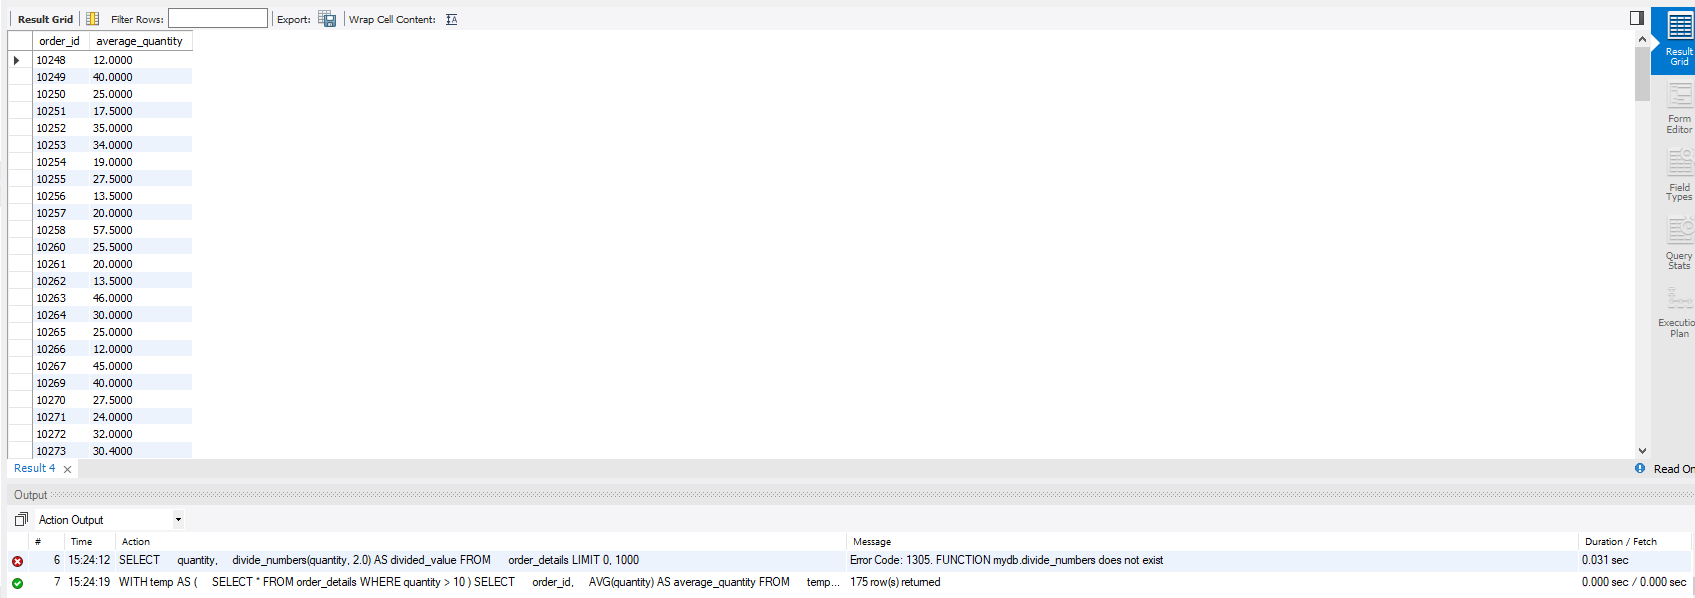 Result Grid Filter Rows: Export: Wrap Cell Content:
order_id average_quantity
10248 12.0000
10249 40.0000
10250 25.0000
10251 17.5000
10252 35.0000
10253 34.0000
10254 19.0000
10255 27.5000
10256 13.5000
10257 20.0000
10258 57.5000
10260 25.5000
10261 20.0000
10262 13.5000
10263 46.0000
10264 30.0000
10265 25.0000
10266 12.0000
10267 45.0000
10269 40.0000
10270 27.5000
10271 24.0000
10272 32.0000
10273 30.4000
Result
Grid
Form
Editor
Field
Types
Query
Stats
Executio
Plan
Result 4 Read On
Output
Action Output
# Time Action Message Duration / Fetch
6 15:24:12 SELECT quantity, divide_numbers(quantity, 2.0) AS divided_value FROM order_details LIMIT 0, 1000 Error Code: 1305. FUNCTION mydb.divide_numbers does not exist 0.031 sec
7 15:24:19 WITH temp AS ( SELECT * FROM order_details WHERE quantity > 10 ) SELECT order_id, AVG(quantity) AS average_quantity FROM temp... 175 row(s) returned 0.000 sec / 0.000 sec